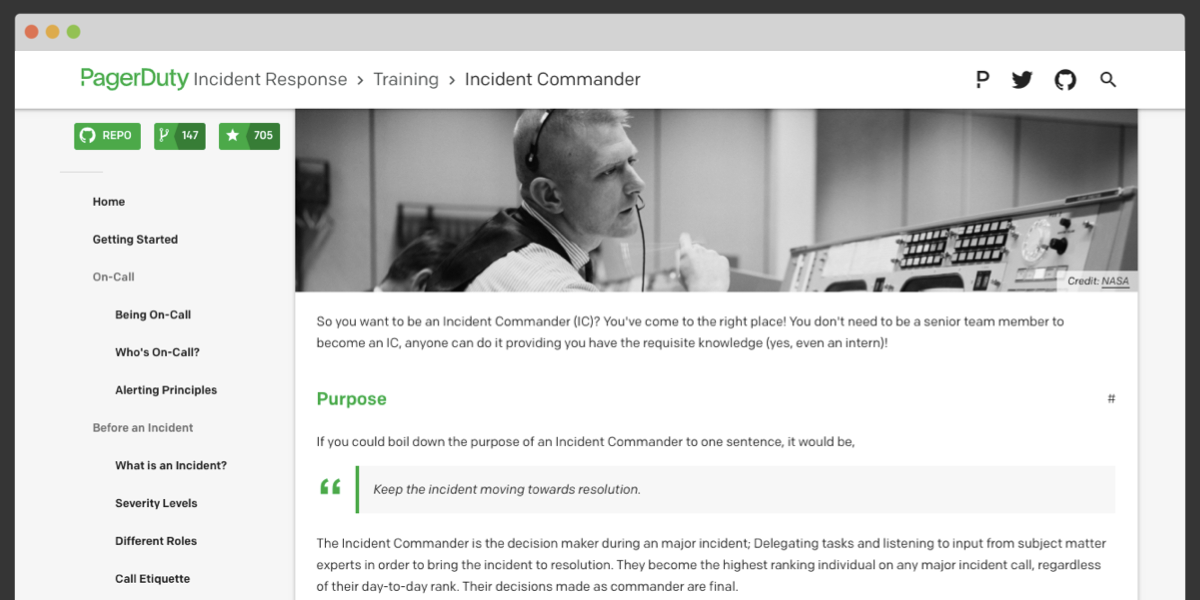 PagerDuty Incident Response > Training > Incident Commander
REPO 147 705
Home
Getting Started
On-Call
Being On-Call
Who's On-Call?
Alerting Principles
Before an Incident
What is an Incident?
Severity Levels
Different Roles
Call Etiquette
Credit: NASA
So you want to be an Incident Commander (IC)? You've come to the right place! You don't need to be a senior team member to
become an IC, anyone can do it providing you have the requisite knowledge (yes, even an intern)!
Purpose #
If you could boil down the purpose of an Incident Commander to one sentence, it would be,
“ Keep the incident moving towards resolution.
The Incident Commander is the decision maker during an major incident; Delegating tasks and listening to input from subject matter
experts in order to bring the incident to resolution. They become the highest ranking individual on any major incident call, regardless
of their day-to-day rank. Their decisions made as commander are final.